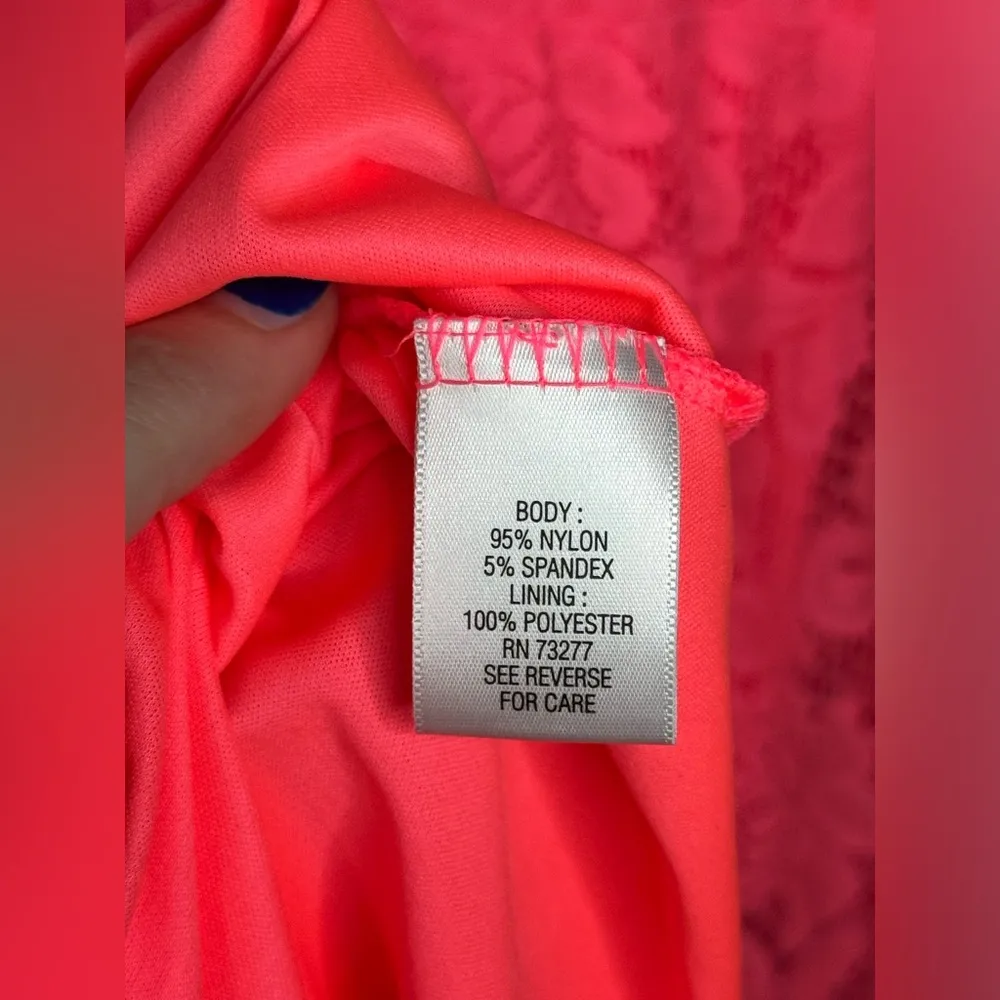 BODY :
95% NYLON
5% SPANDEX
LINING :
100% POLYESTER
RN 73277
SEE REVERSE
FOR CARE